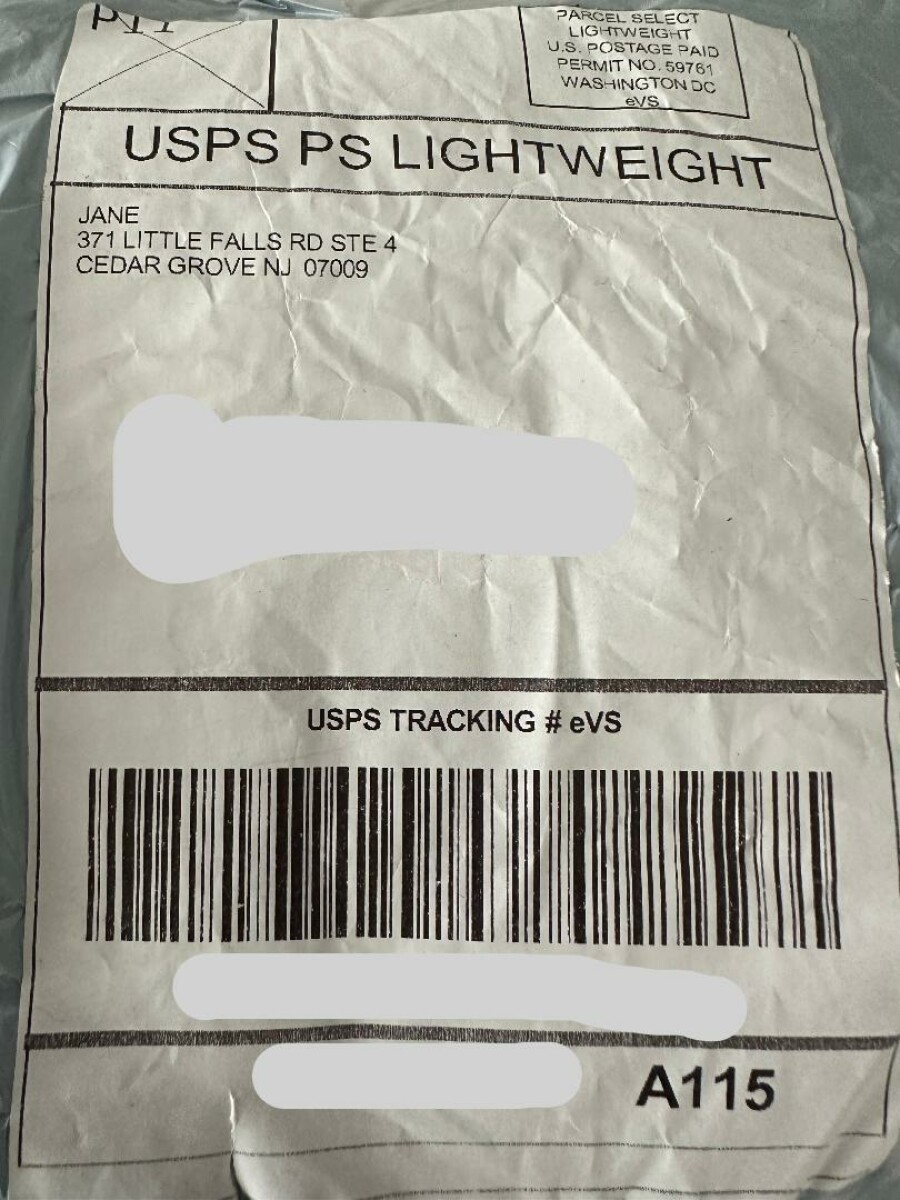 PARCEL SELECT
LIGHTWEIGHT
U.S. POSTAGE PAID
PERMIT NO. 59761
WASHINGTON DC
eVS
USPS PS LIGHTWEIGHT
JANE
371 LITTLE FALLS RD STE 4
CEDAR GROVE NJ 07009
USPS TRACKING # eVS
A115